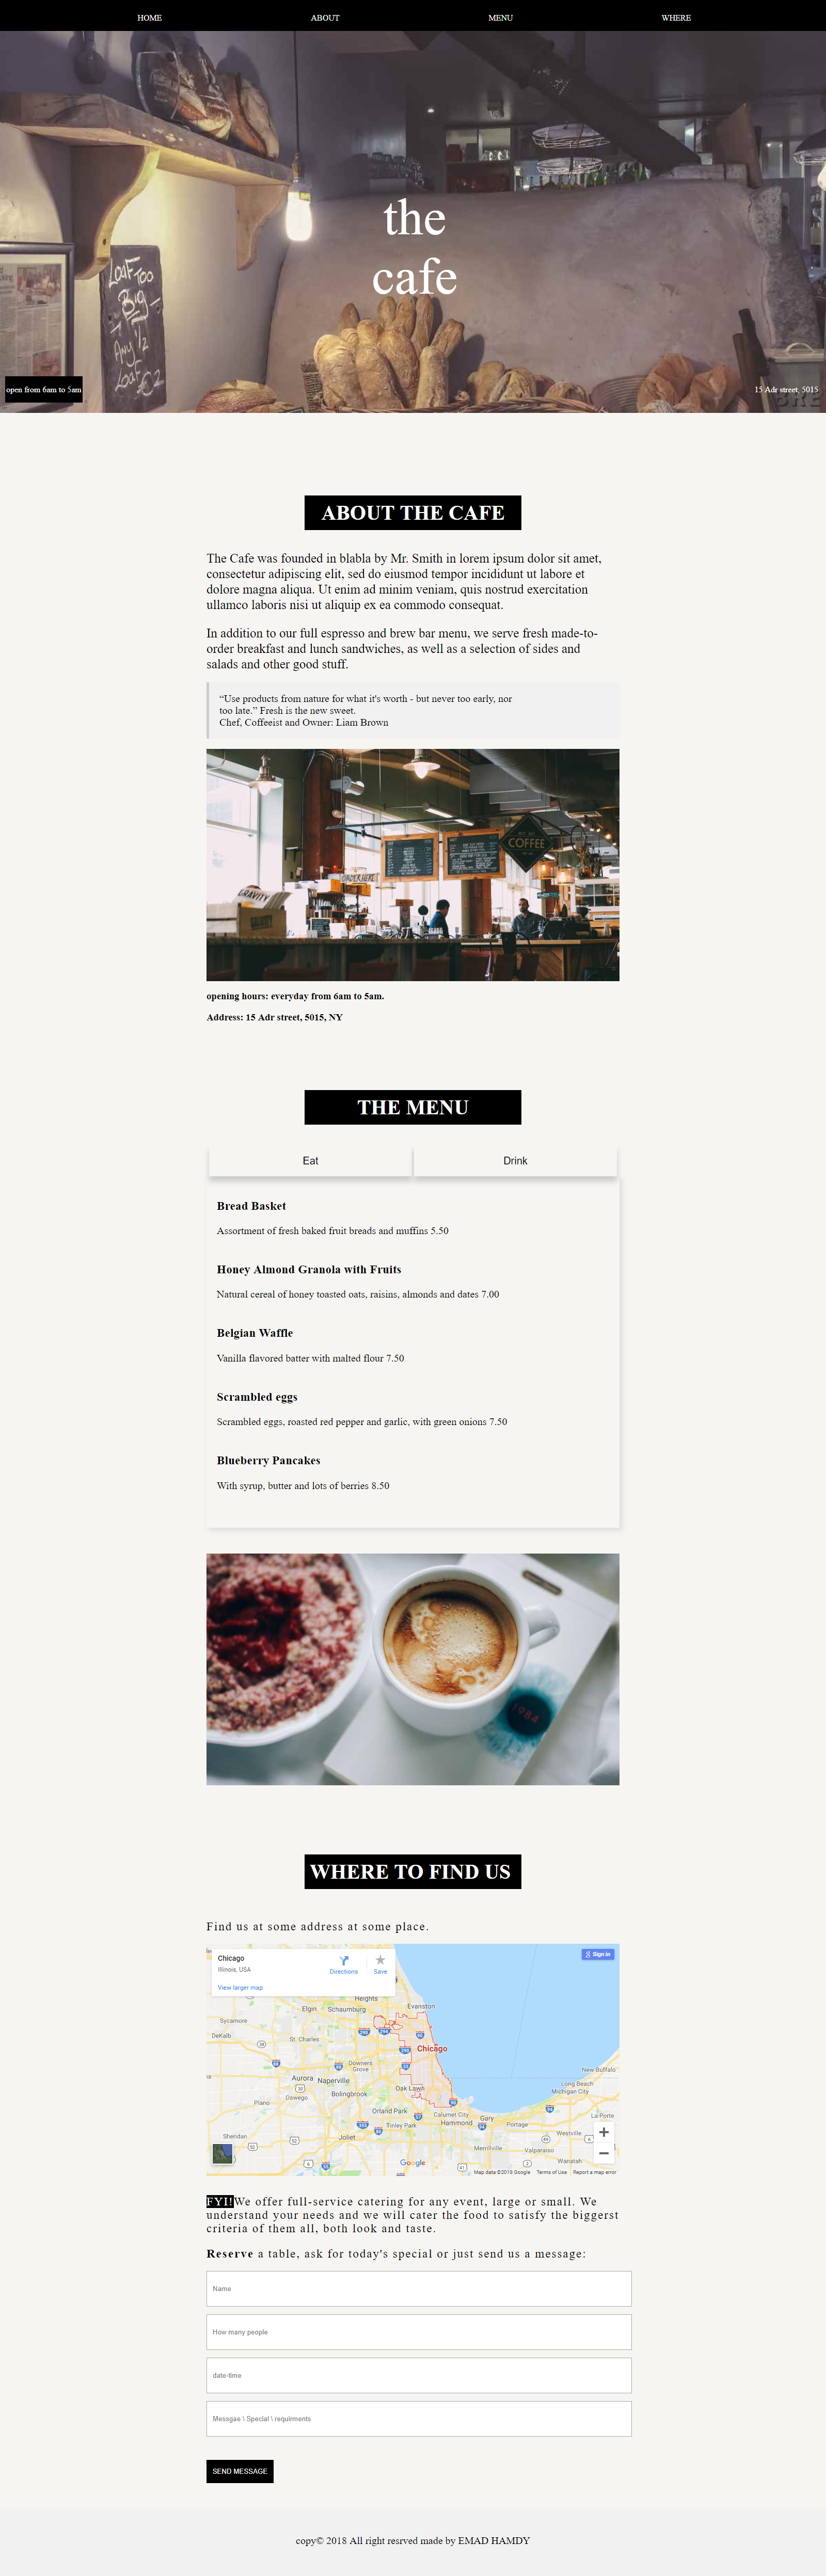 HOME ABOUT MENU WHERE
the
cafe
Loaf Too
Big
Any 1/2
Loaf €2
open from 6am to 5am
15 Adr street, 5015
ABOUT THE CAFE
The Cafe was founded in blabla by Mr. Smith in lorem ipsum dolor sit amet,
consectetur adipiscing elit, sed do eiusmod tempor incididunt ut labore et
dolore magna aliqua. Ut enim ad minim veniam, quis nostrud exercitation
ullamco laboris nisi ut aliquip ex ea commodo consequat.
In addition to our full espresso and brew bar menu, we serve fresh made-to-
order breakfast and lunch sandwiches, as well as a selection of sides and
salads and other good stuff.
“Use products from nature for what it's worth - but never too early, nor
too late.” Fresh is the new sweet.
Chef, Coffeeist and Owner: Liam Brown
COFFEE
ORDER HERE
GRAVITY
opening hours: everyday from 6am to 5am.
Address: 15 Adr street, 5015, NY
THE MENU
Eat Drink
Bread Basket
Assortment of fresh baked fruit breads and muffins 5.50
Honey Almond Granola with Fruits
Natural cereal of honey toasted oats, raisins, almonds and dates 7.00
Belgian Waffle
Vanilla flavored batter with malted flour 7.50
Scrambled eggs
Scrambled eggs, roasted red pepper and garlic, with green onions 7.50
Blueberry Pancakes
With syrup, butter and lots of berries 8.50
1984
WHERE TO FIND US
Find us at some address at some place.
Chicago
Illinois, USA
View larger map
Directions
Save
Sign in
Heights
Elgin
Schaumburg
Evanston
Sycamore
DeKalb
St. Charles
Chicago
Downers
Grove
Aurora
Naperville
Oswego
Bolingbrook
Oak Lawn
New Buffalo
Long Beach
Michigan City
Plano
Orland Park
Calumet City
Gary
Portage
La Porte
Tinley Park
Hammond
Sheridan
Joliet
Westville
Merrillville
Valparaiso
Wanatah
Google
Map data ©2019 Google Terms of Use Report a map error
FYI!We offer full-service catering for any event, large or small. We
understand your needs and we will cater the food to satisfy the biggerst
criteria of them all, both look and taste.
Reserve a table, ask for today's special or just send us a message:
Name
How many people
date-time
Messgae \ Special \ requirments
SEND MESSAGE
copy© 2018 All right resrved made by EMAD HAMDY